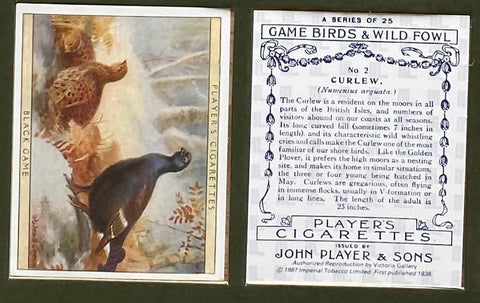 PLAYER'S CIGARETTES
BLACK GAME
A SERIES OF 25
GAME BIRDS & WILD FOWL
No 2
CURLEW.
(Numenius arquata.)
The Curlew is a resident on the moors in all
parts of the British Isles, and numbers of
visitors abound on our coasts at all seasons.
Its long curved bill (sometimes 7 inches in
length), and its characteristic wild whistling
cries and calls make the Curlew one of the most
familiar of our shore birds. Like the Golden
Plover, it prefers the high moors as a nesting
site, and makes its home in similar situations,
the three or four young being hatched in
May. Curlews are gregarious, often flying
in immense flocks, usually in V-formation or
in long lines. The length of the adult is
23 inches.
PLAYER'S
CIGARETTES
ISSUED BY
JOHN PLAYER & SONS
Authorized Reproduction by Victoria Gallery
© 1987 Imperial Tobacco Limited. First published 1938.